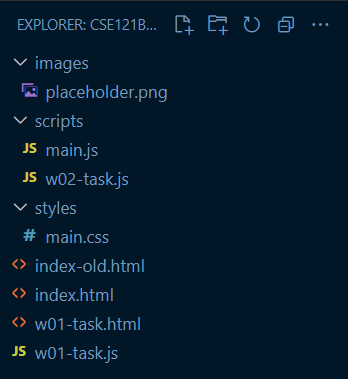 EXPLORER: CSE121B...
images
placeholder.png
scripts
JS main.js
JS w02-task.js
styles
# main.css
<> index-old.html
<> index.html
<> w01-task.html
JS w01-task.js